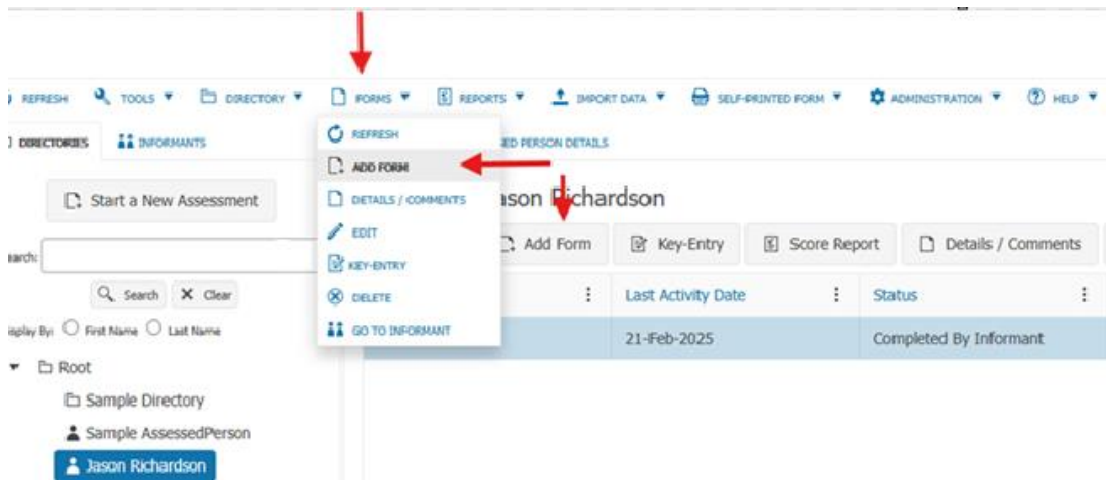 REFRESH TOOLS DIRECTORY FORMS REPORTS IMPORT DATA SELF-PRINTED FORM ADMINISTRATION HELP
DIRECTORIES INFORMANTS PERSON DETAILS
REFRESH
ADD FORM
DETAILS / COMMENTS
EDIT
KEY-ENTRY
DELETE
GO TO INFORMANT
Start a New Assessment
Search Clear
First Name Last Name
Root
Sample Directory
Sample AssessedPerson
Jason Richardson
Richardson
Add Form Key-Entry Score Report Details / Comments
Last Activity Date Status
21-Feb-2025 Completed By Informant